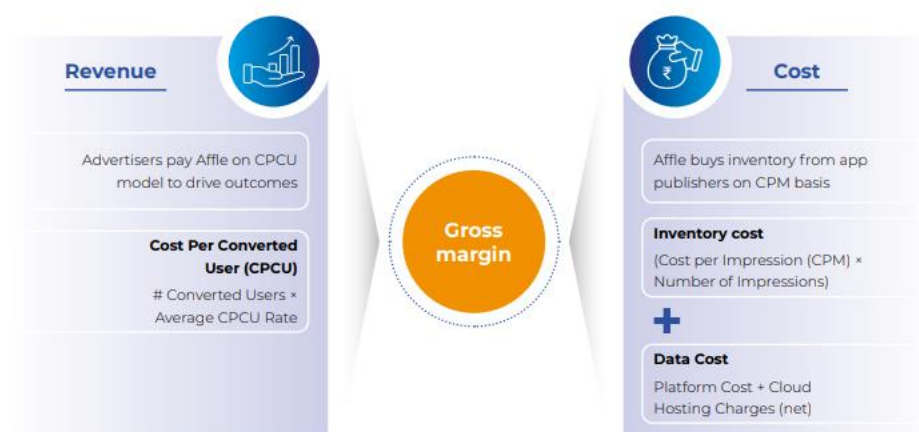 Revenue
Advertisers pay Affle on CPCU
model to drive outcomes
Cost Per Converted
User (CPCU)
# Converted Users ×
Average CPCU Rate
Gross
margin
₹
Cost
Affle buys inventory from app
publishers on CPM basis
Inventory cost
(Cost per Impression (CPM) ×
Number of Impressions)
+
Data Cost
Platform Cost + Cloud
Hosting Charges (net)